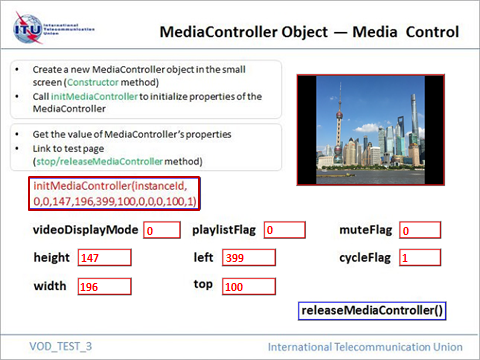 ITU
International
Telecommunication
Union
MediaController Object — Media Control
• Create a new MediaController object in the small
screen (Constructor method)
• Call initMediaController to initialize properties of the
MediaController
• Get the value of MediaController's properties
• Link to test page
(stop/releaseMediaController method)
initMediaController(instanceId,
0,0,147,196,399,100,0,0,0,100,1)
videoDisplayMode 0 playlistFlag 0 muteFlag 0
height 147 left 399 cycleFlag 1
width 196 top 100
releaseMediaController()
VOD_TEST_3 International Telecommunication Union